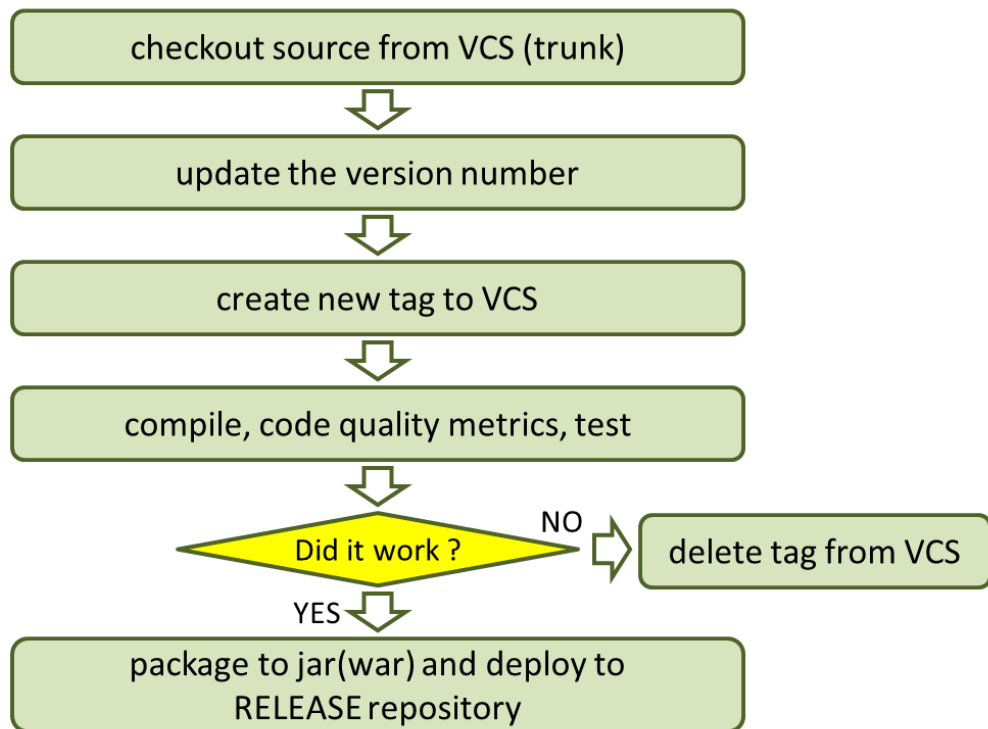 checkout source from VCS (trunk)
update the version number
create new tag to VCS
compile, code quality metrics, test
Did it work ?
NO
delete tag from VCS
YES
package to jar(war) and deploy to
RELEASE repository